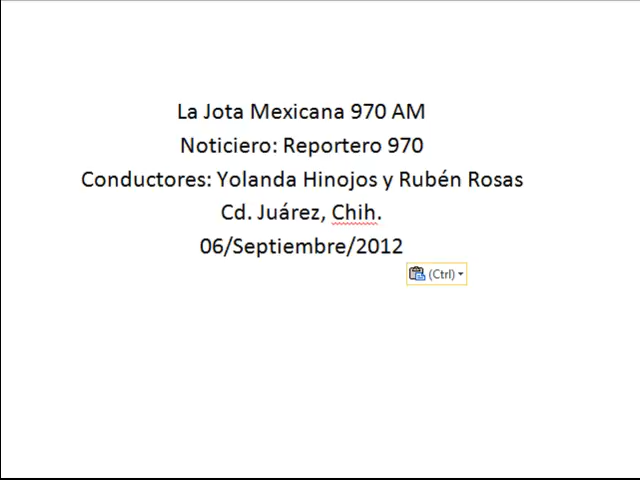 La Jota Mexicana 970 AM
Noticiero: Reportero 970
Conductores: Yolanda Hinojos y Rubén Rosas
Cd. Juárez, Chih.
06/Septiembre/2012
(Ctrl)